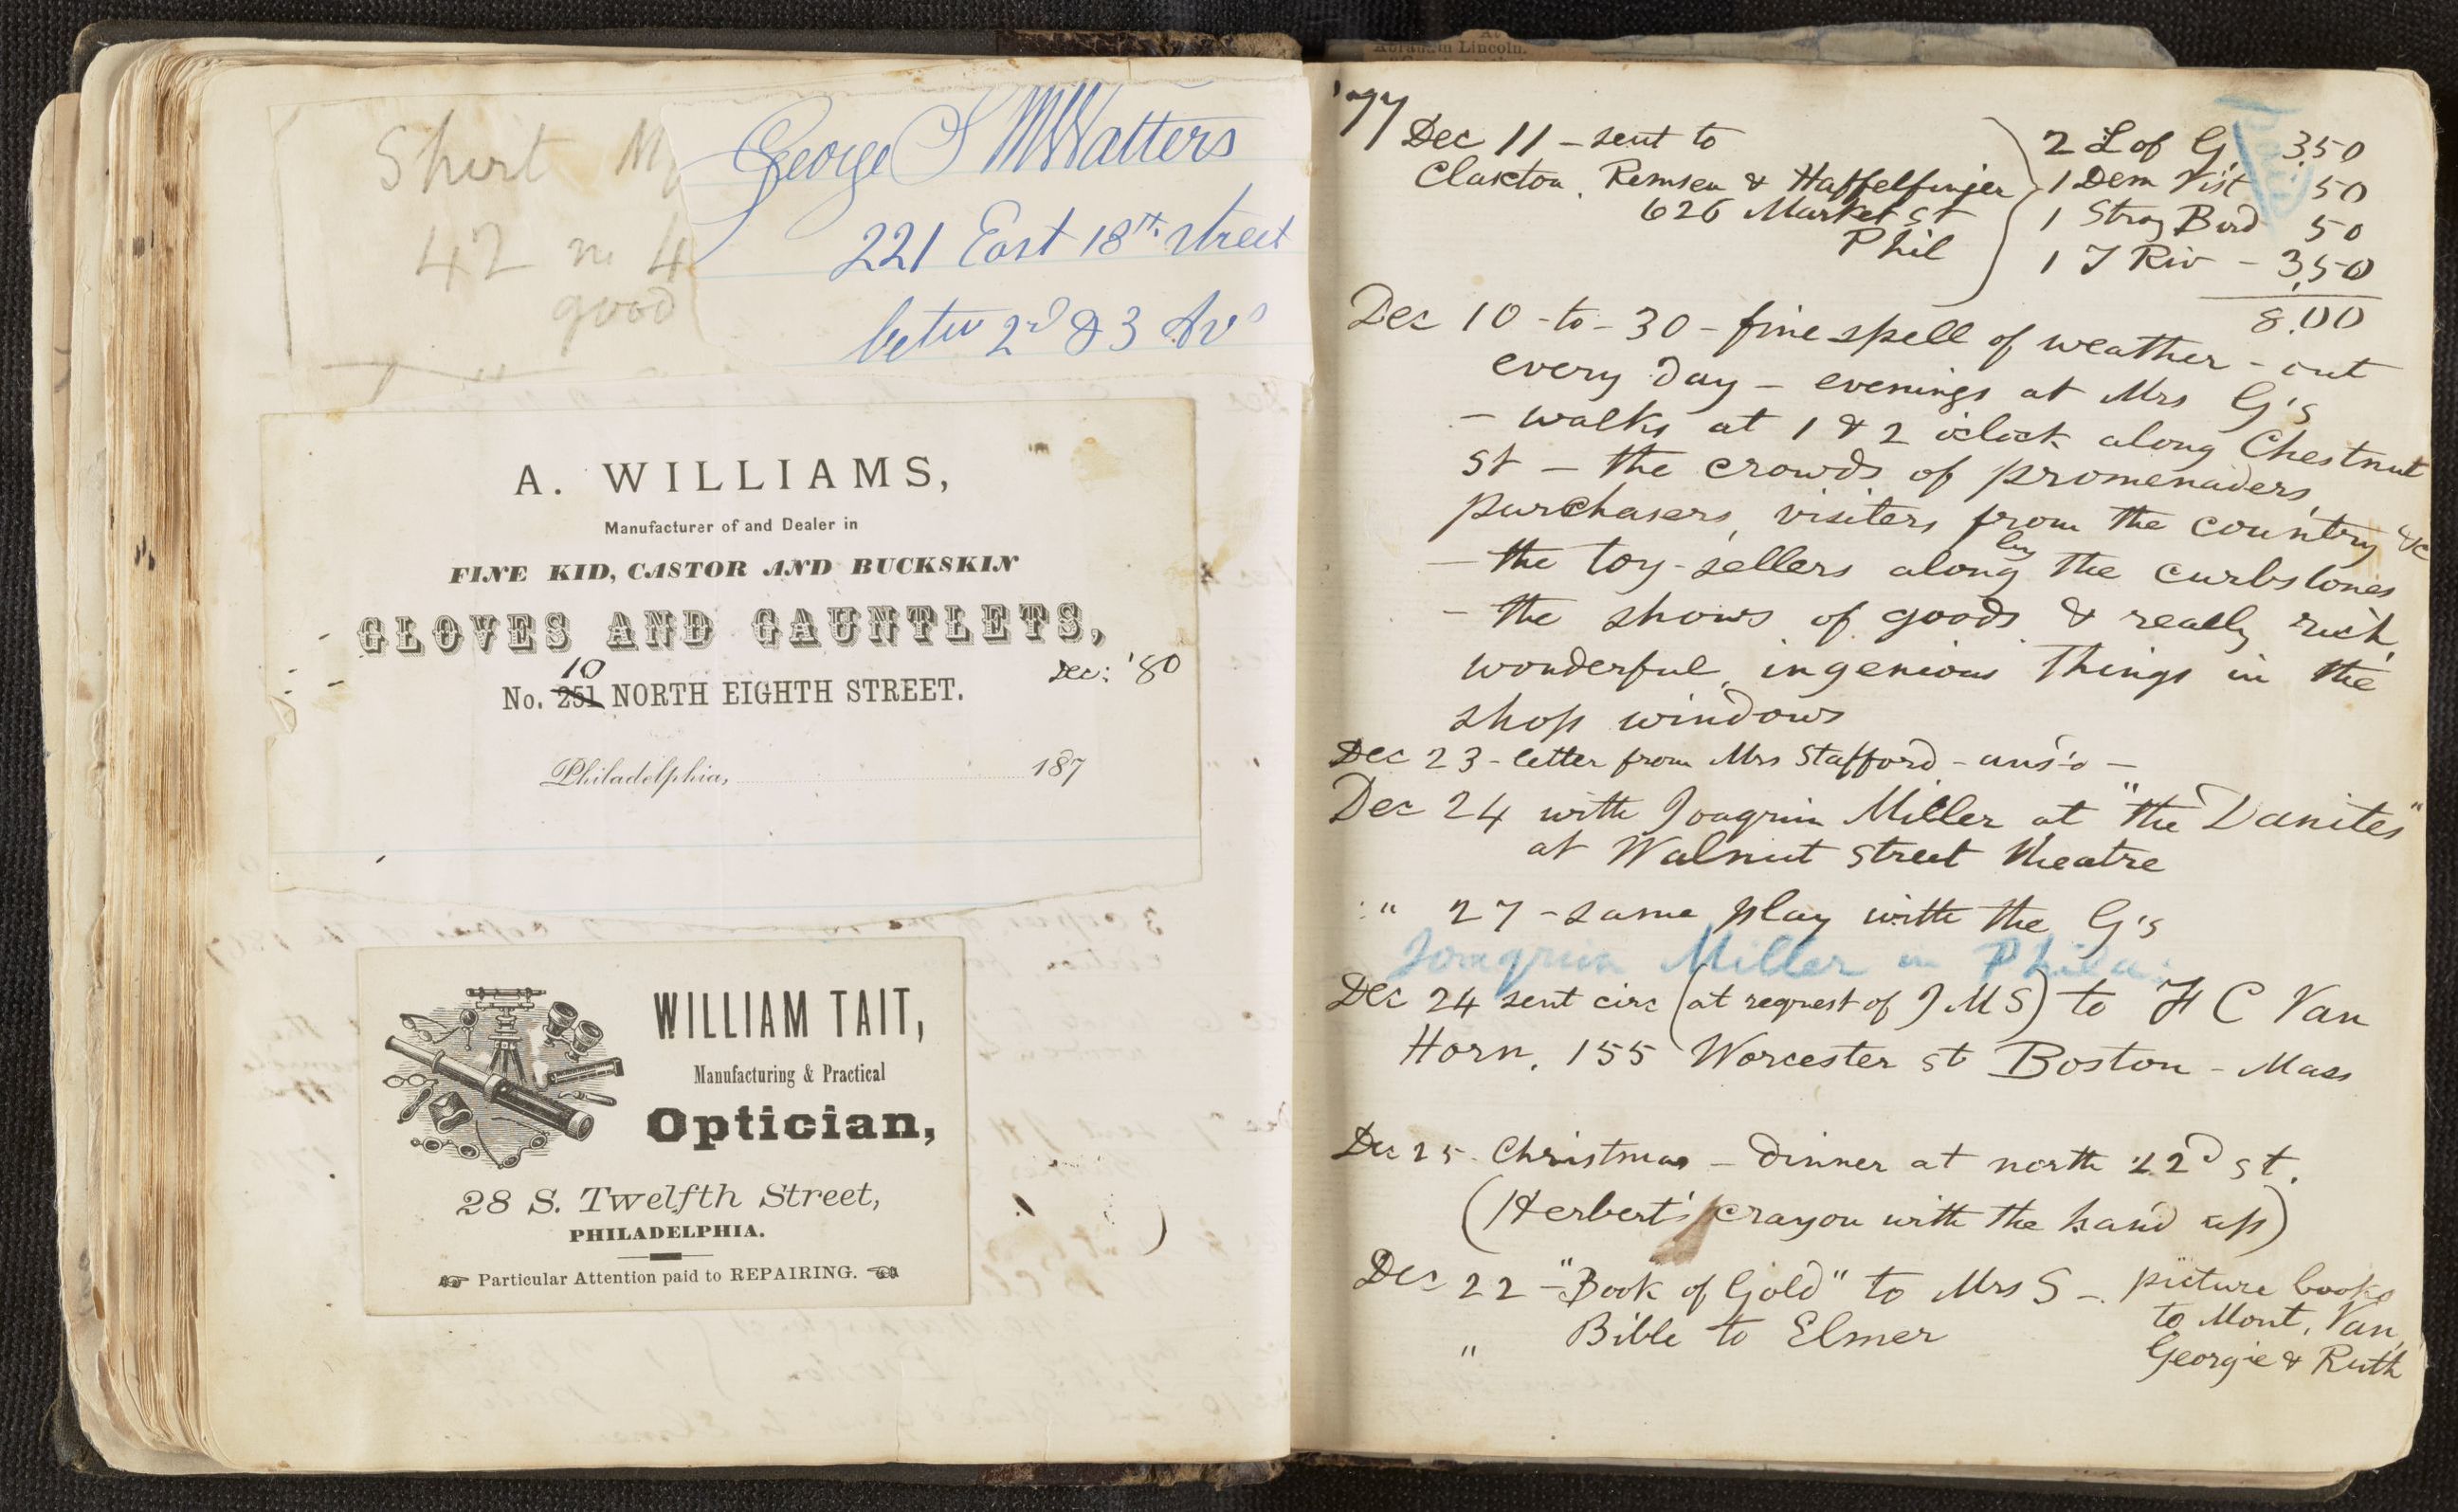 Shirt
42 n 4
good
George S McWatters
221 East 18th street
betw 2d & 3 Avs
A. WILLIAMS,
Manufacturer of and Dealer in
FINE KID, CASTOR AND BUCKSKIN
GLOVES AND GAUNTLETS,
10
Dec: '80
No. 251 NORTH EIGHTH STREET.
Philadelphia, 187
WILLIAM TAIT,
Manufacturing & Practical
Optician,
28 S. Twelfth Street,
PHILADELPHIA.
Particular Attention paid to REPAIRING.
Abraham Lincoln.
'77
Dec 11 – sent to
Claxton, Remsen & Haffelfinger
626 Market st
Phil
2 L of G 3,50
1 Dem Vist 50
1 Strog Bird 50
1 T Riv – 3,50
8.00
paid
Dec 10 – to – 30 – fine spell of weather – out
every day – evenings at Mrs G's
– walks at 1 & 2 o'clock along Chestnut
st – the crowds of promenaders,
purchasers, visiters from the country &c
– the toy-sellers along by the curbstones
– the shows of goods & really rich,
wonderful, ingenious things in the
shop windows
Dec 23 – letter from Mrs Stafford – ans'd –
Dec 24 with Joaquin Miller at "the Danites"
at Walnut street theatre
" 27 – same play with the G's
Joaquin Miller in Phila:
Dec 24 sent circ (at request of J M S) to H C Van
Horn, 155 Worcester st Boston – Mass
Dec 25 – Christmas – dinner at north 22d st.
(Herbert's crayon with the hand up)
Dec 22 – "Book of Gold" to Mrs S – picture books
to Mont, Van,
" Bible to Elmer
Georgie & Ruth